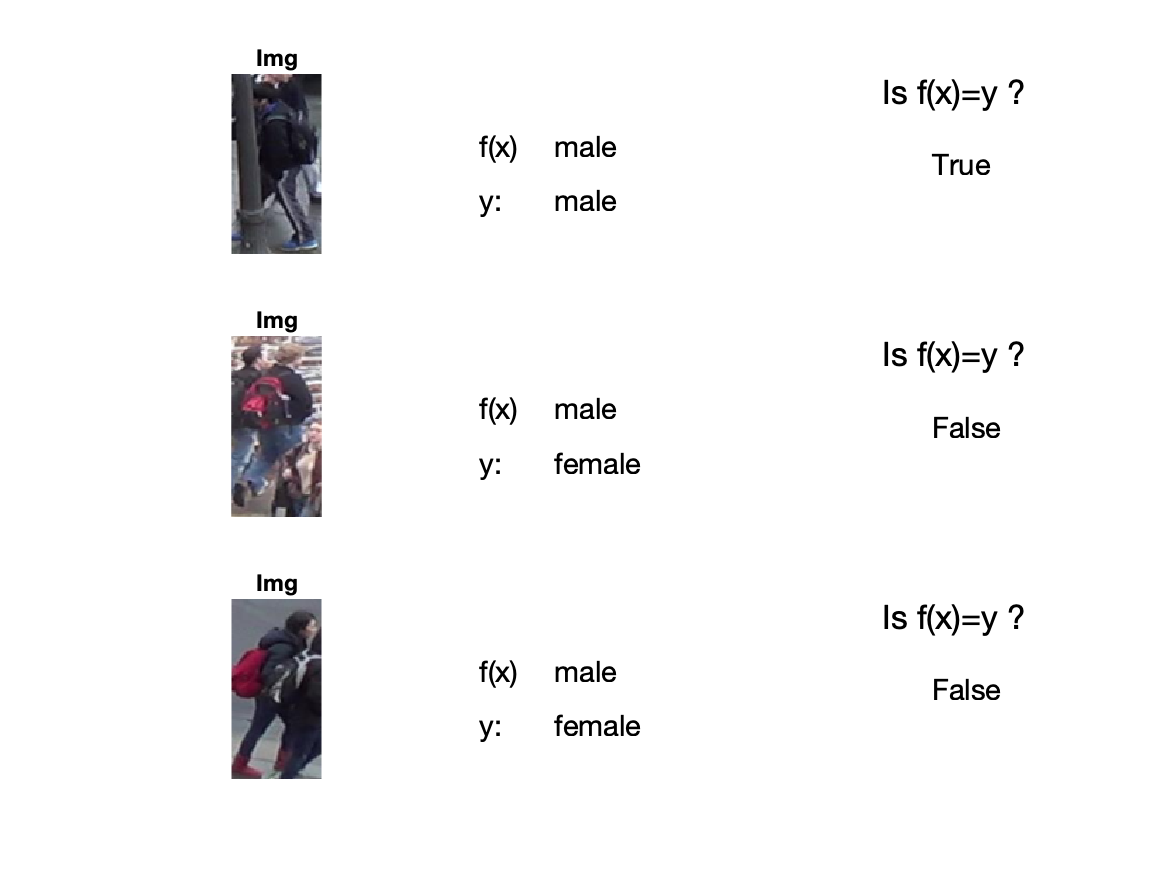 Img
Is f(x)=y ?
f(x) male
True
y: male
Img
Is f(x)=y ?
f(x) male
False
y: female
Img
Is f(x)=y ?
f(x) male
False
y: female